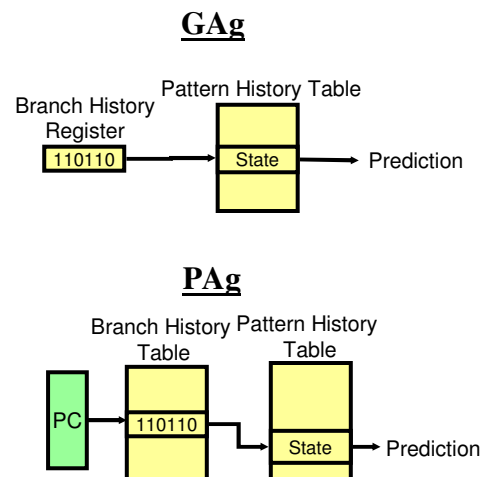 GAg
Pattern History Table
Branch History
Register
110110
State
Prediction
PAg
Branch History
Table
Pattern History
Table
PC
110110
State
Prediction